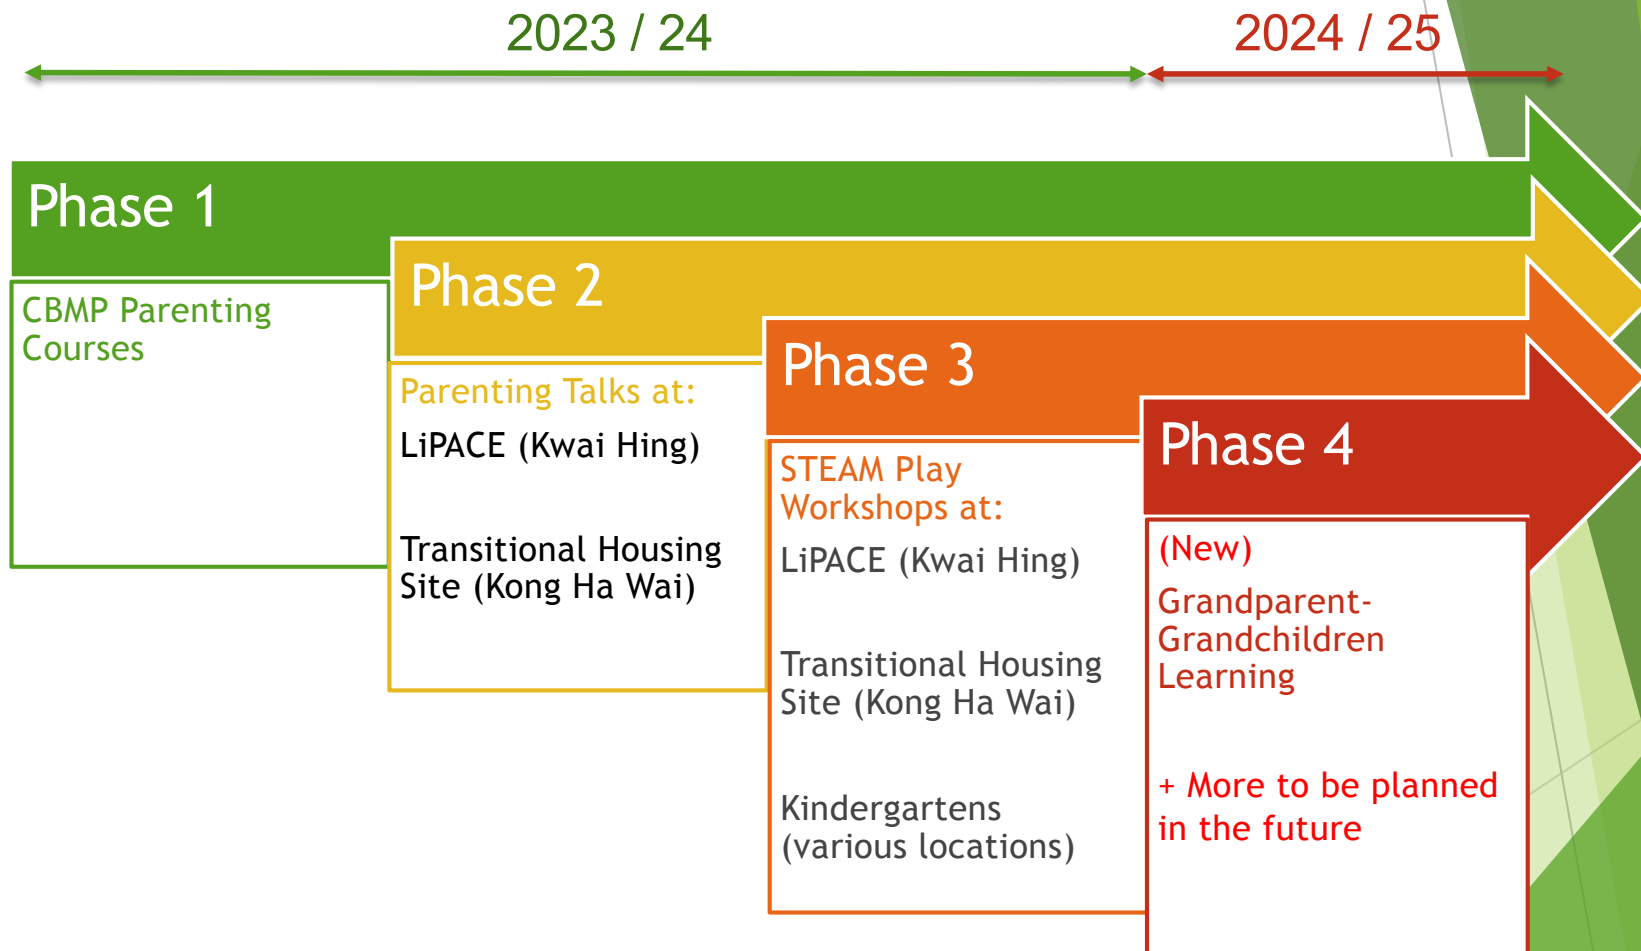 2023 / 24
2024 / 25
Phase 1
CBMP Parenting
Courses
Phase 2
Parenting Talks at:
LiPACE (Kwai Hing)
Transitional Housing
Site (Kong Ha Wai)
Phase 3
STEAM Play
Workshops at:
LiPACE (Kwai Hing)
Transitional Housing
Site (Kong Ha Wai)
Kindergartens
(various locations)
Phase 4
(New)
Grandparent-
Grandchildren
Learning
+ More to be planned
in the future